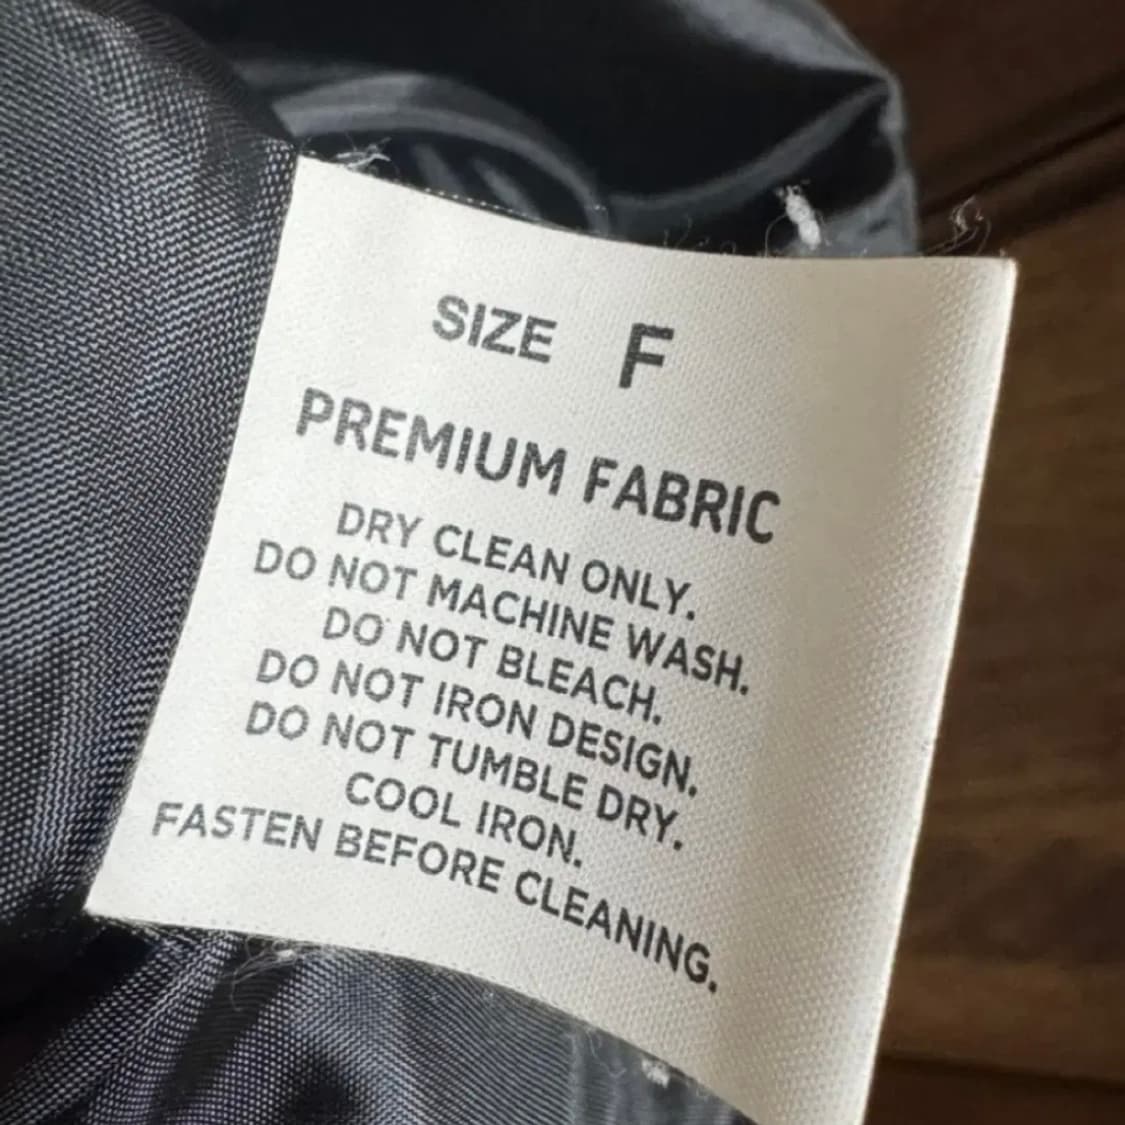 SIZE F
PREMIUM FABRIC
DRY CLEAN ONLY.
DO NOT MACHINE WASH.
DO NOT BLEACH.
DO NOT IRON DESIGN.
DO NOT TUMBLE DRY.
COOL IRON.
FASTEN BEFORE CLEANING.